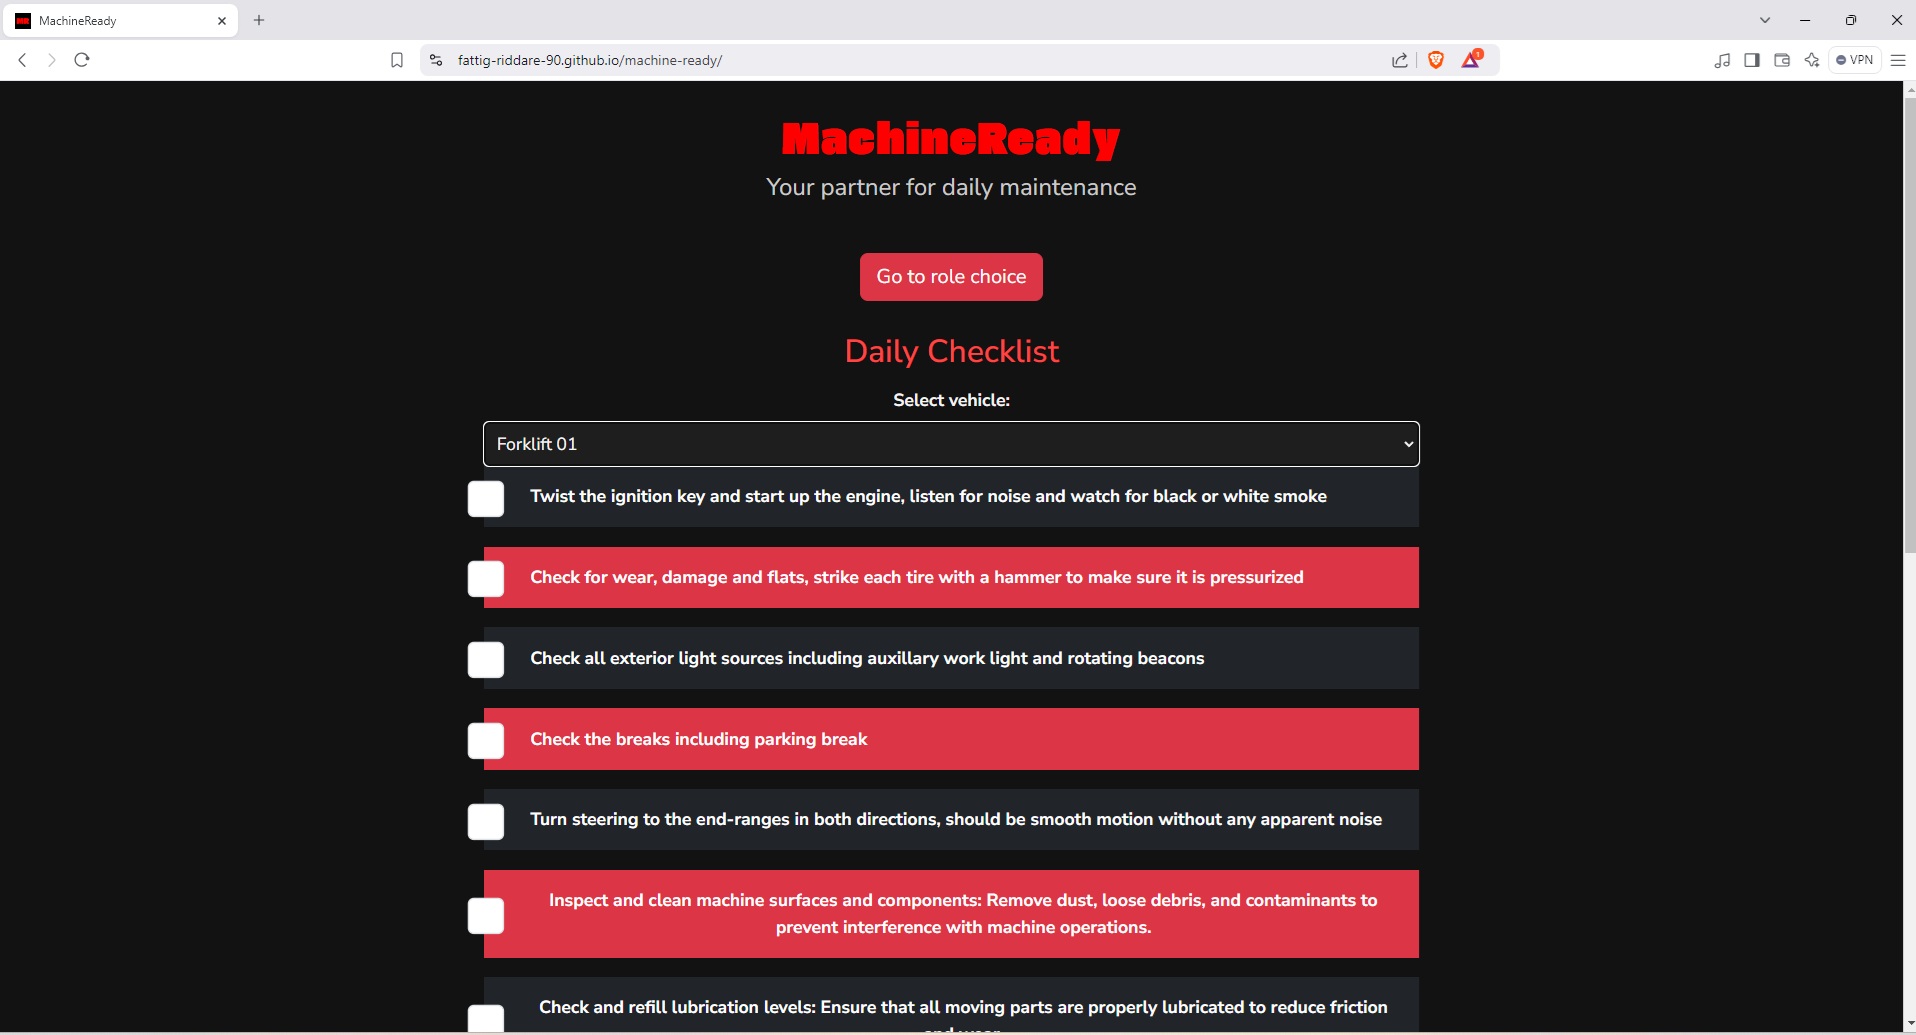 MachineReady
fattig-riddare-90.github.io/machine-ready/
1
VPN
MachineReady
Your partner for daily maintenance
Go to role choice
Daily Checklist
Select vehicle:
Forklift 01
Twist the ignition key and start up the engine, listen for noise and watch for black or white smoke
Check for wear, damage and flats, strike each tire with a hammer to make sure it is pressurized
Check all exterior light sources including auxillary work light and rotating beacons
Check the breaks including parking break
Turn steering to the end-ranges in both directions, should be smooth motion without any apparent noise
Inspect and clean machine surfaces and components: Remove dust, loose debris, and contaminants to
prevent interference with machine operations.
Check and refill lubrication levels: Ensure that all moving parts are properly lubricated to reduce friction
and wear.